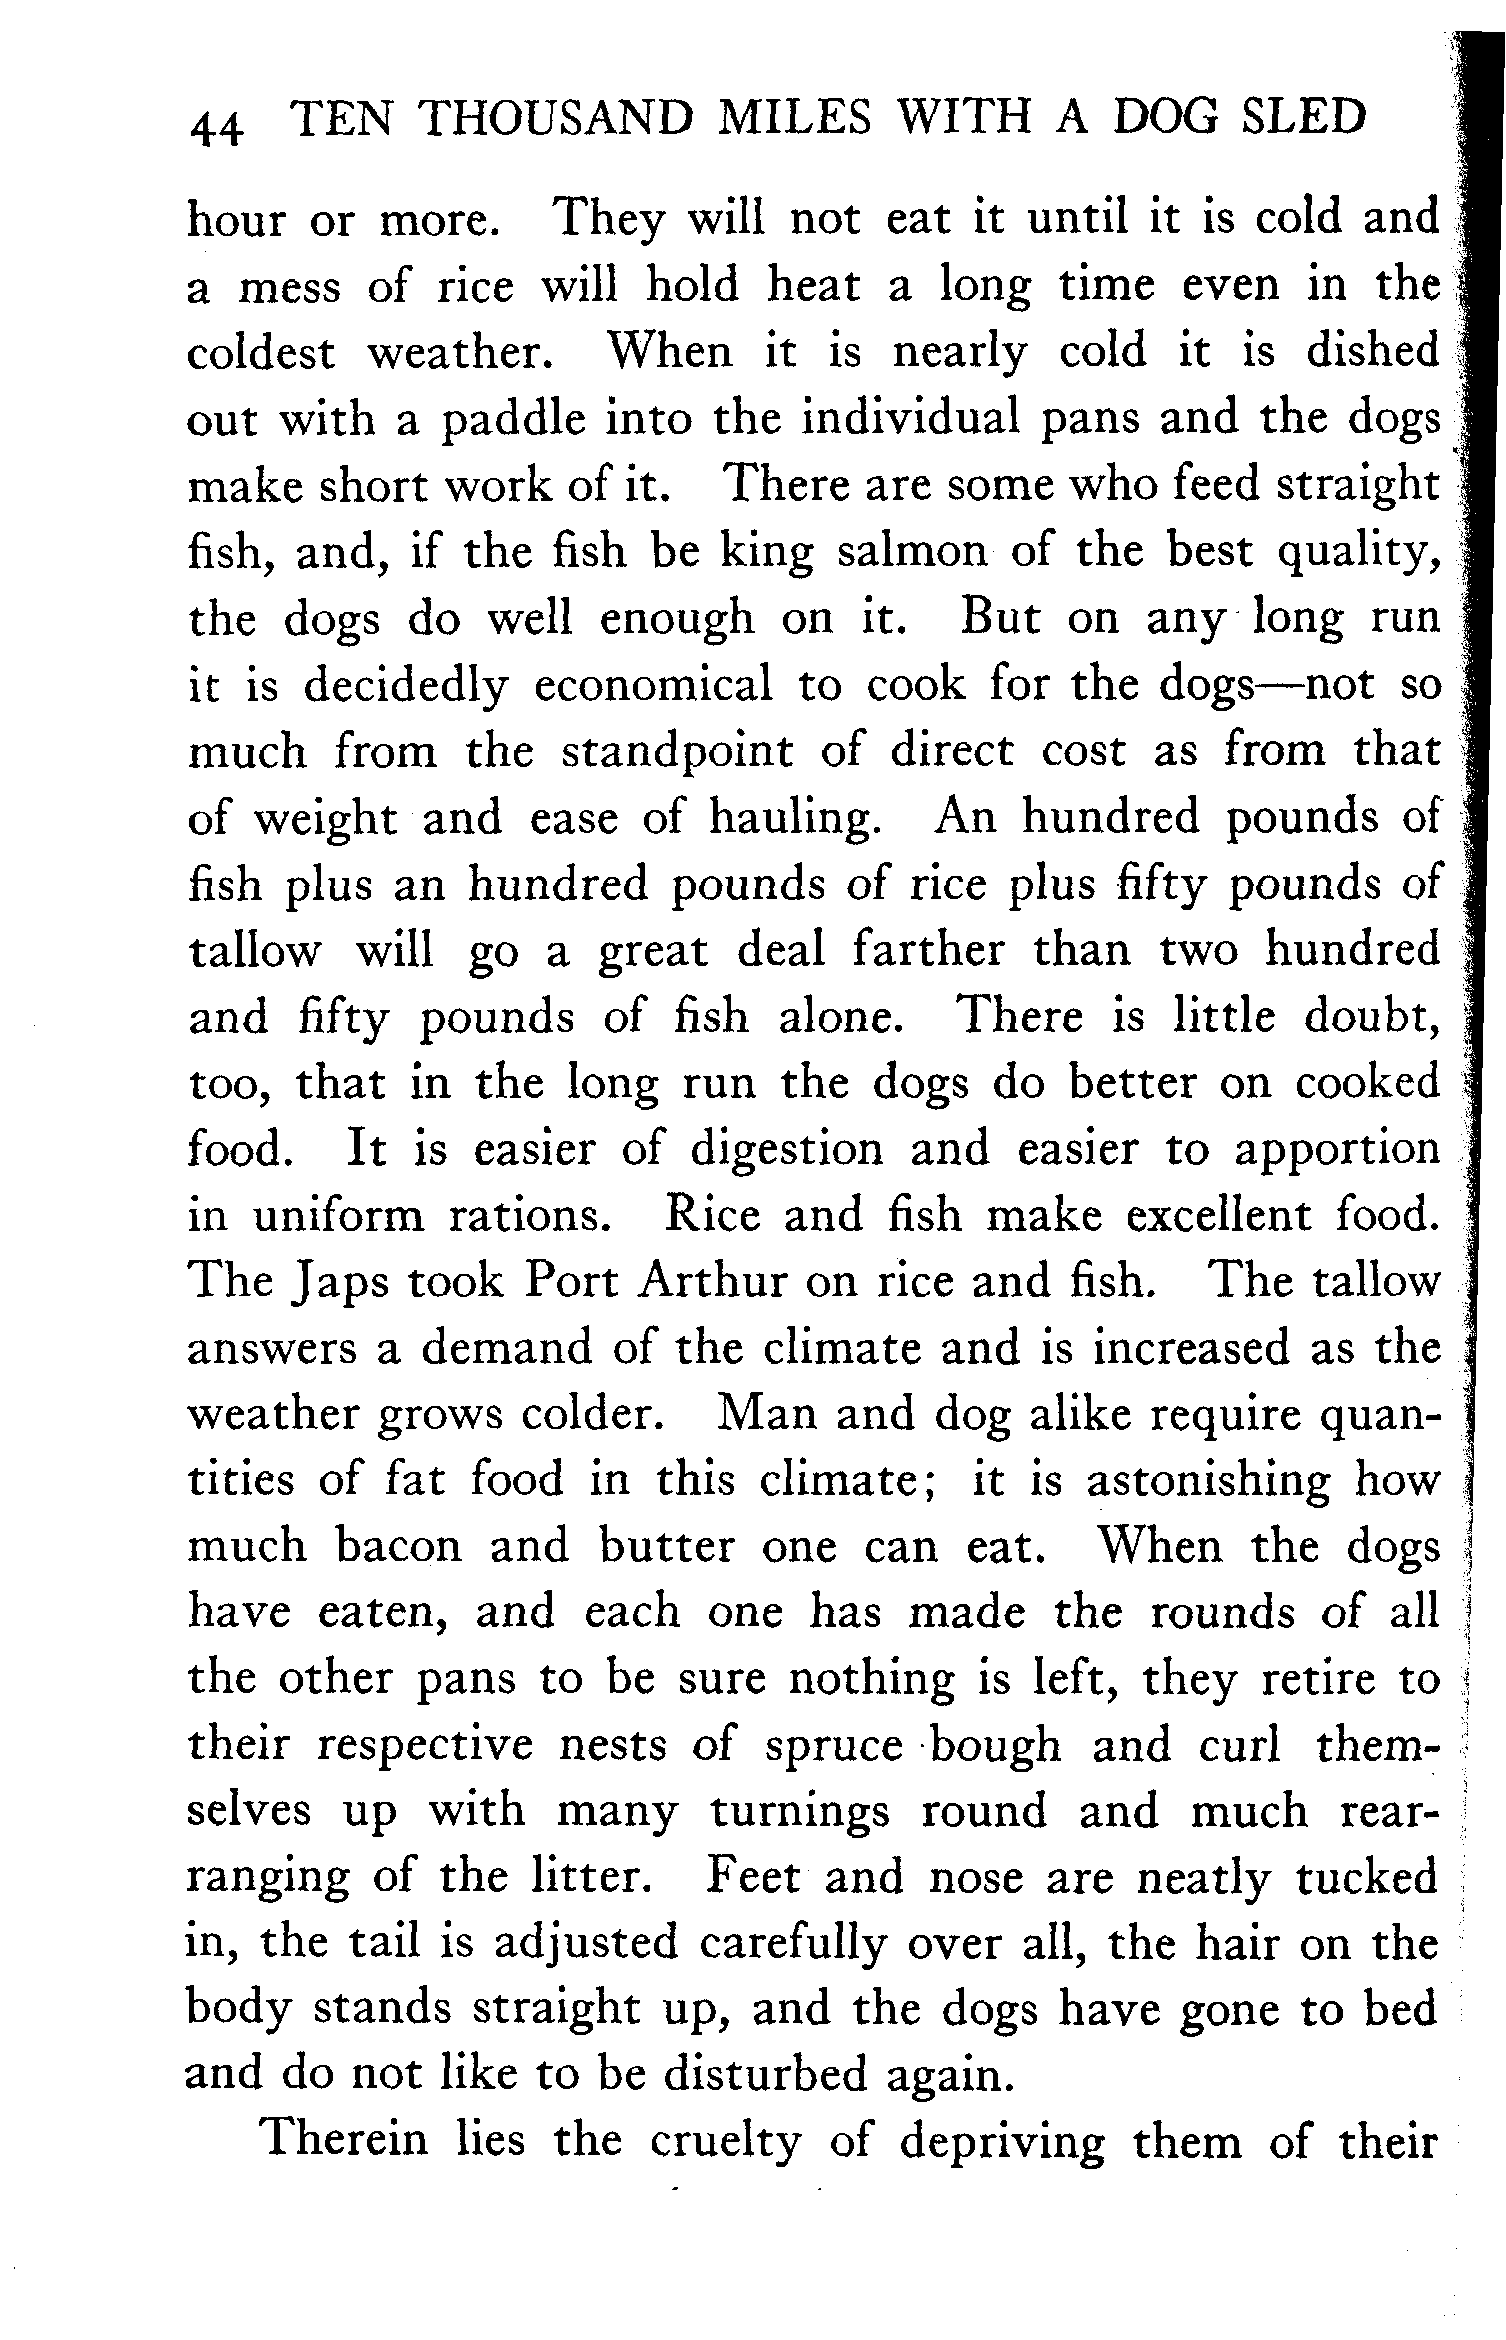 44 TEN THOUSAND MILES WITH A DOG SLED
hour or more. They will not eat it until it is cold and
a mess of rice will hold heat a long time even in the
coldest weather. When it is nearly cold it is dished
out with a paddle into the individual pans and the dogs
make short work of it. There are some who feed straight
fish, and, if the fish be king salmon of the best quality,
the dogs do well enough on it. But on any long run
it is decidedly economical to cook for the dogs—not so
much from the standpoint of direct cost as from that
of weight and ease of hauling. An hundred pounds of
fish plus an hundred pounds of rice plus fifty pounds of
tallow will go a great deal farther than two hundred
and fifty pounds of fish alone. There is little doubt,
too, that in the long run the dogs do better on cooked
food. It is easier of digestion and easier to apportion
in uniform rations. Rice and fish make excellent food.
The Japs took Port Arthur on rice and fish. The tallow
answers a demand of the climate and is increased as the
weather grows colder. Man and dog alike require quan-
tities of fat food in this climate; it is astonishing how
much bacon and butter one can eat. When the dogs
have eaten, and each one has made the rounds of all
the other pans to be sure nothing is left, they retire to
their respective nests of spruce bough and curl them-
selves up with many turnings round and much rear-
ranging of the litter. Feet and nose are neatly tucked
in, the tail is adjusted carefully over all, the hair on the
body stands straight up, and the dogs have gone to bed
and do not like to be disturbed again.
Therein lies the cruelty of depriving them of their